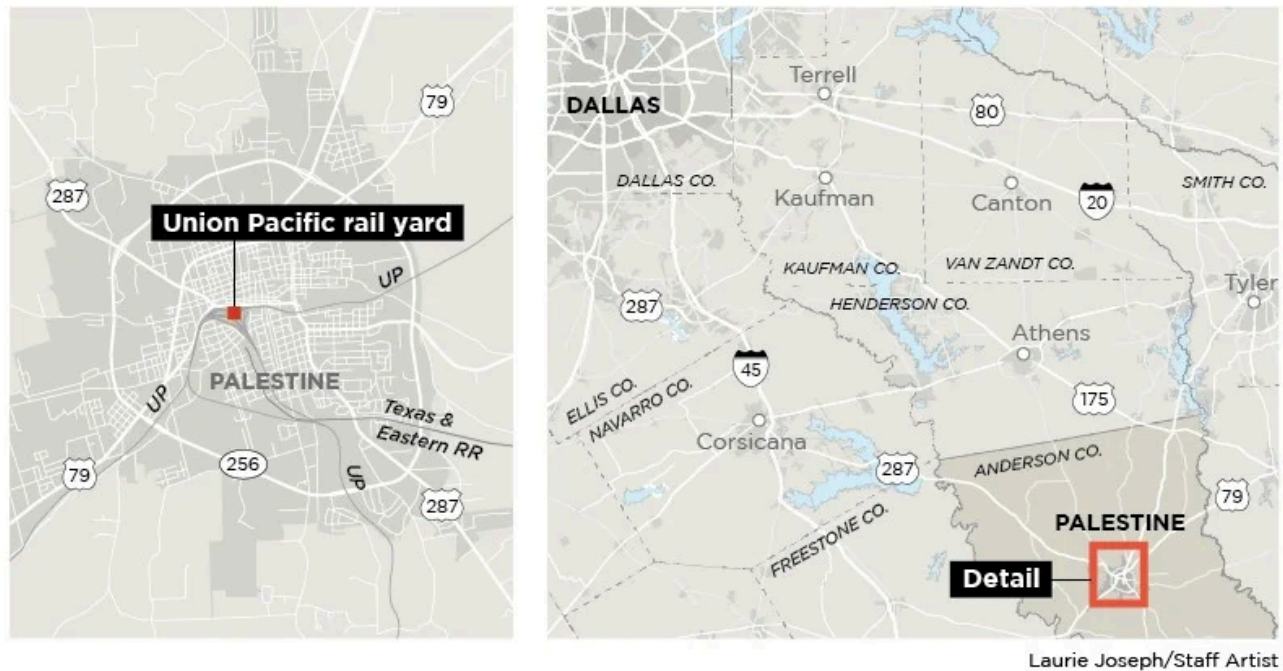 79
287
Union Pacific rail yard
UP
PALESTINE
UP
Texas &
Eastern RR
79
256
UP
287
Terrell
DALLAS
80
DALLAS CO.
Kaufman
Canton
20
SMITH CO.
KAUFMAN CO.
VAN ZANDT CO.
Tyler
287
HENDERSON CO.
Athens
45
ELLIS CO.
NAVARRO CO.
175
Corsicana
ANDERSON CO.
287
79
FREESTONE CO.
PALESTINE
Detail
Laurie Joseph/Staff Artist